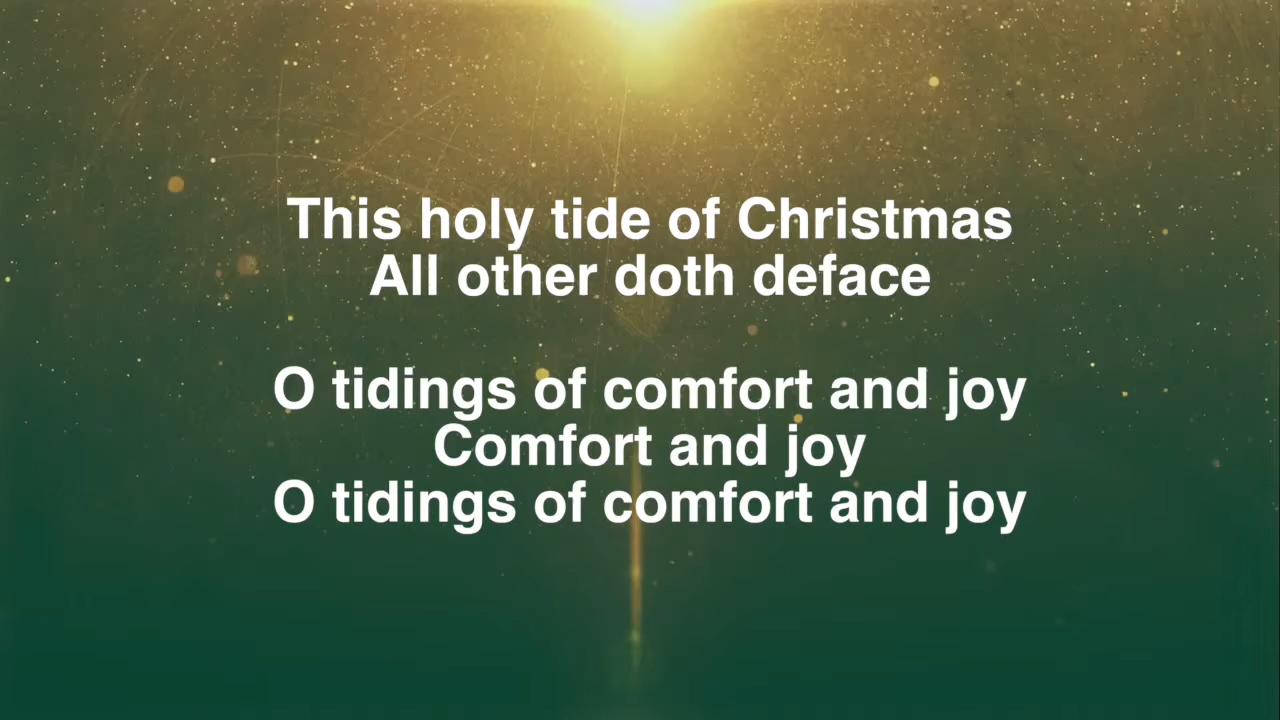 This holy tide of Christmas
All other doth deface
O tidings of comfort and joy
Comfort and joy
O tidings of comfort and joy